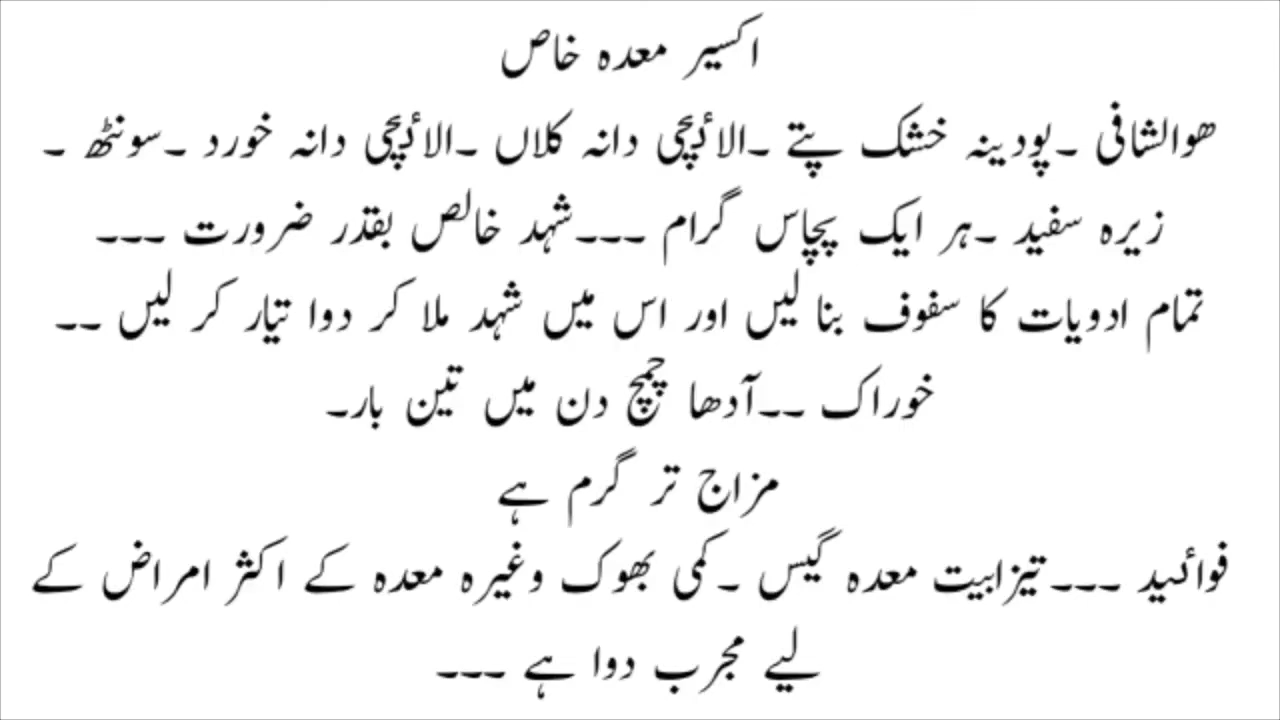 اکسیر معدہ خاص
ھوالشافی ۔پودینہ خشک پتے ۔الائچی دانہ کلاں ۔الائچی دانہ خورد ۔سونٹھ ۔
زیرہ سفید ۔ہر ایک پچاس گرام ۔۔۔شہد خالص بقدر ضرورت ۔۔۔
تمام ادویات کا سفوف بنا لیں اور اس میں شہد ملا کر دوا تیار کر لیں ۔۔
خوراک ۔۔آدھا چمچ دن میں تین بار۔
مزاج تر گرم ہے
فوائید ۔۔۔تیزابیت معدہ گیس ۔کمی بھوک وغیرہ معدہ کے اکثر امراض کے
لیے مجرب دوا ہے ۔۔۔